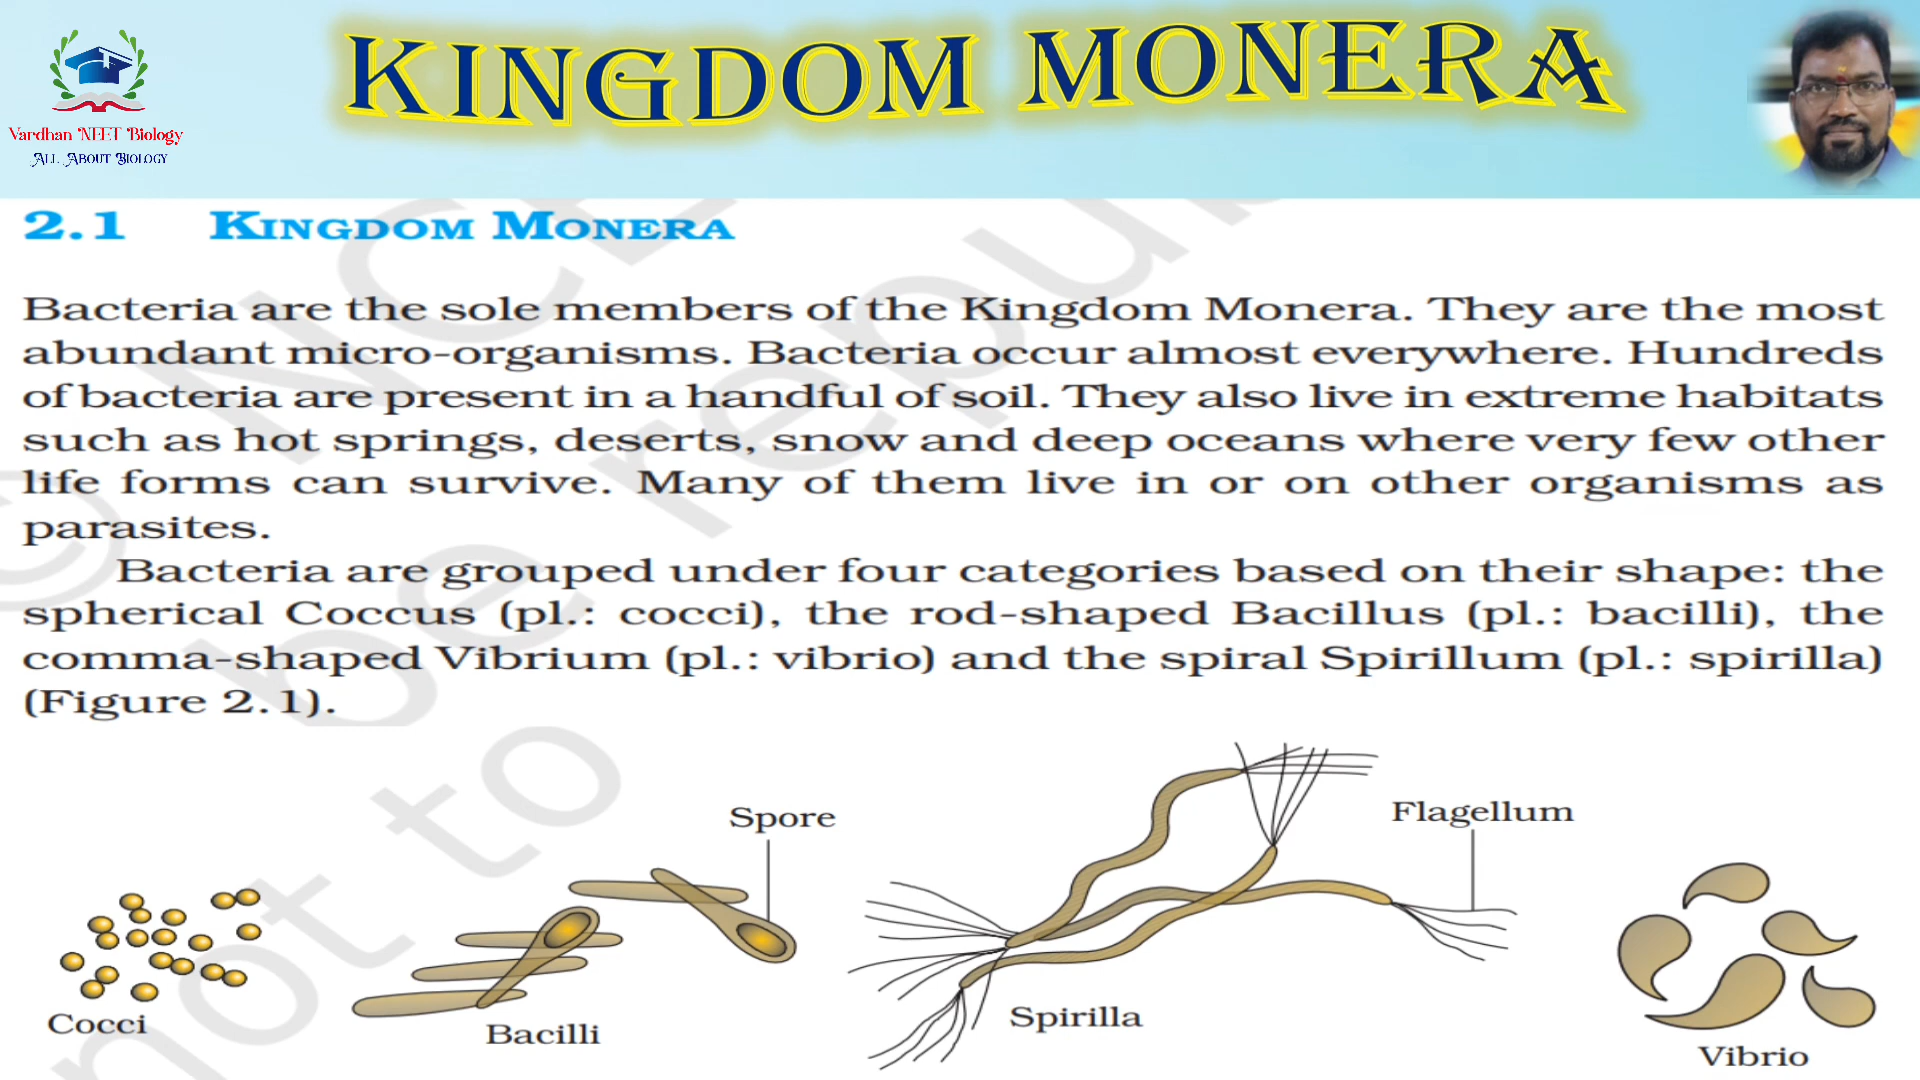 KINGDOM MONERA
Vardhan NEET Biology
All About Biology
2.1 KINGDOM MONERA
Bacteria are the sole members of the Kingdom Monera. They are the most
abundant micro-organisms. Bacteria occur almost everywhere. Hundreds
of bacteria are present in a handful of soil. They also live in extreme habitats
such as hot springs, deserts, snow and deep oceans where very few other
life forms can survive. Many of them live in or on other organisms as
parasites.
Bacteria are grouped under four categories based on their shape: the
spherical Coccus (pl.: cocci), the rod-shaped Bacillus (pl.: bacilli), the
comma-shaped Vibrium (pl.: vibrio) and the spiral Spirillum (pl.: spirilla)
(Figure 2.1).
Spore
Flagellum
Cocci
Bacilli
Spirilla
Vibrio
© NCE
be repu
not to